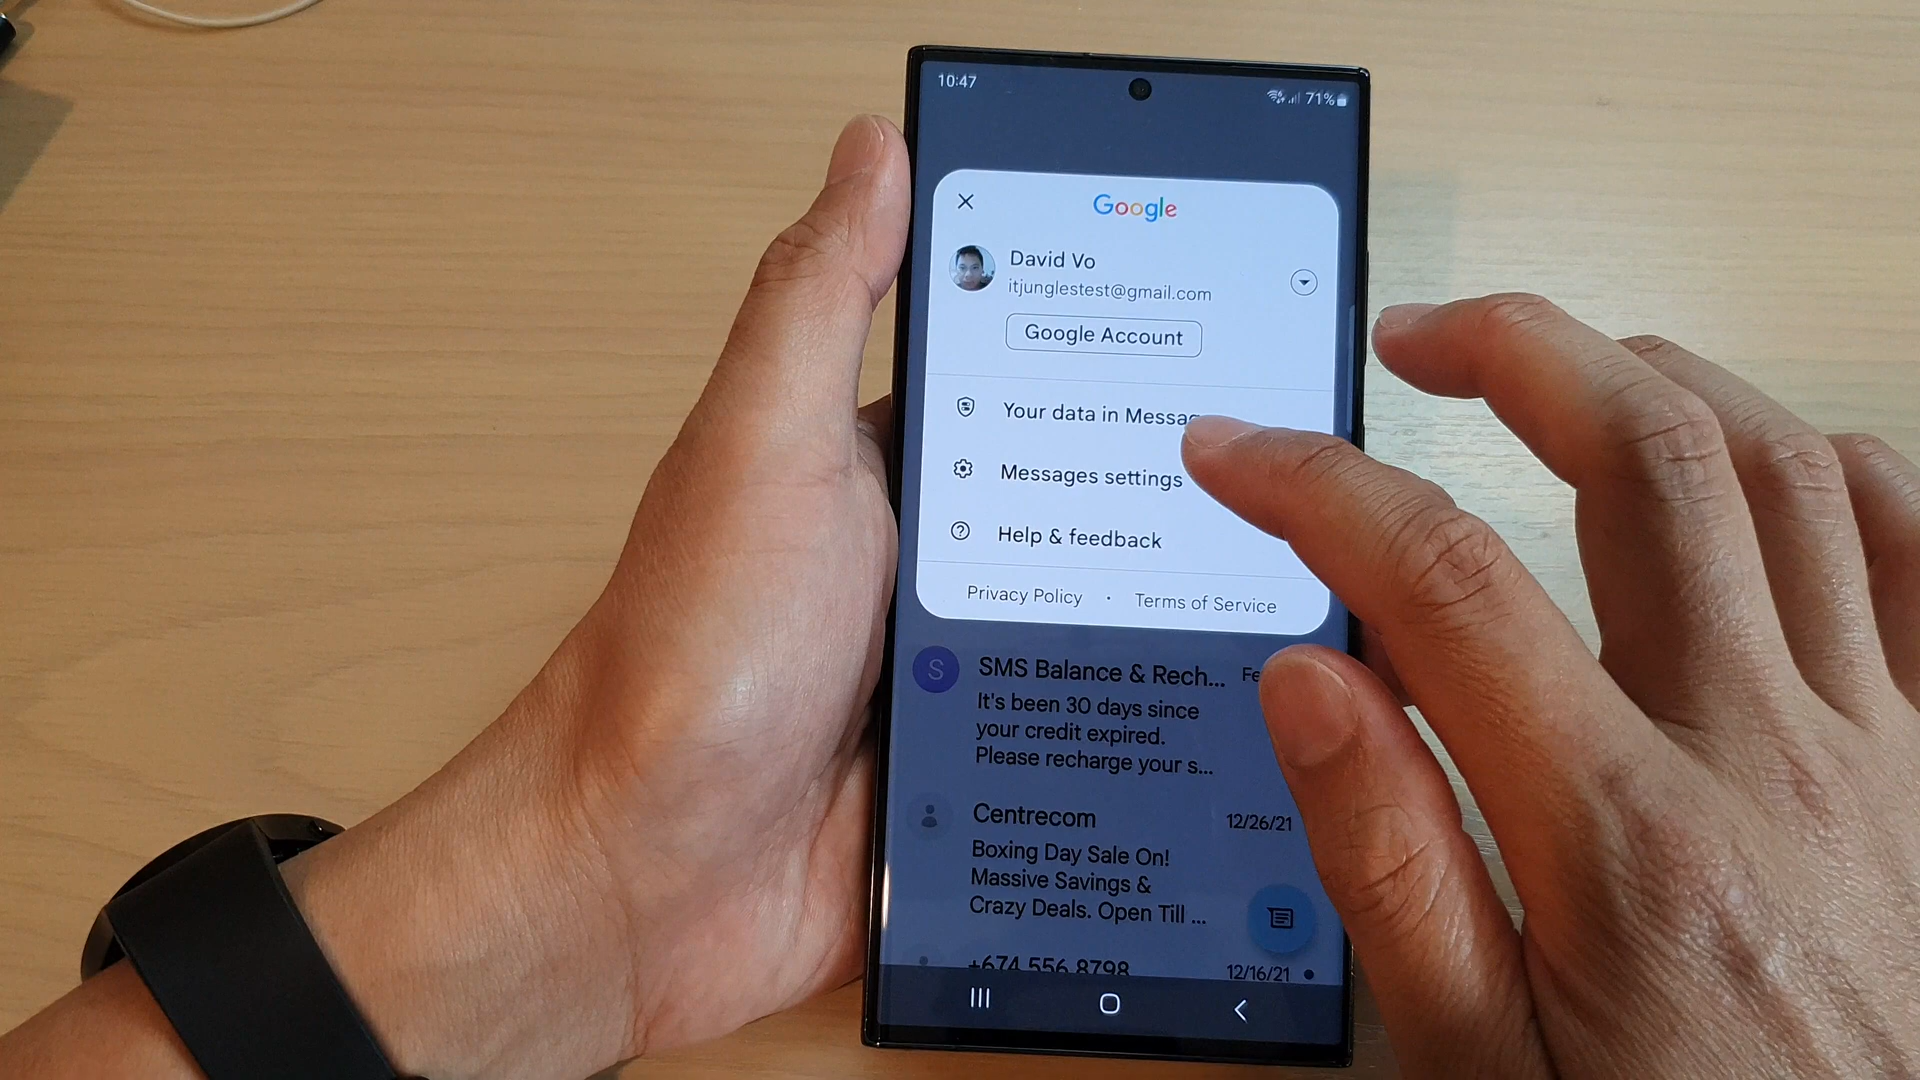 10:47
71%
Google
David Vo
itjunglestest@gmail.com
Google Account
Your data in Messag
Messages settings
Help & feedback
Privacy Policy · Terms of Service
S
SMS Balance & Rech... Fe
It's been 30 days since
your credit expired.
Please recharge your s...
Centrecom 12/26/21
Boxing Day Sale On!
Massive Savings &
Crazy Deals. Open Till ...
+674 556 8798 12/16/21